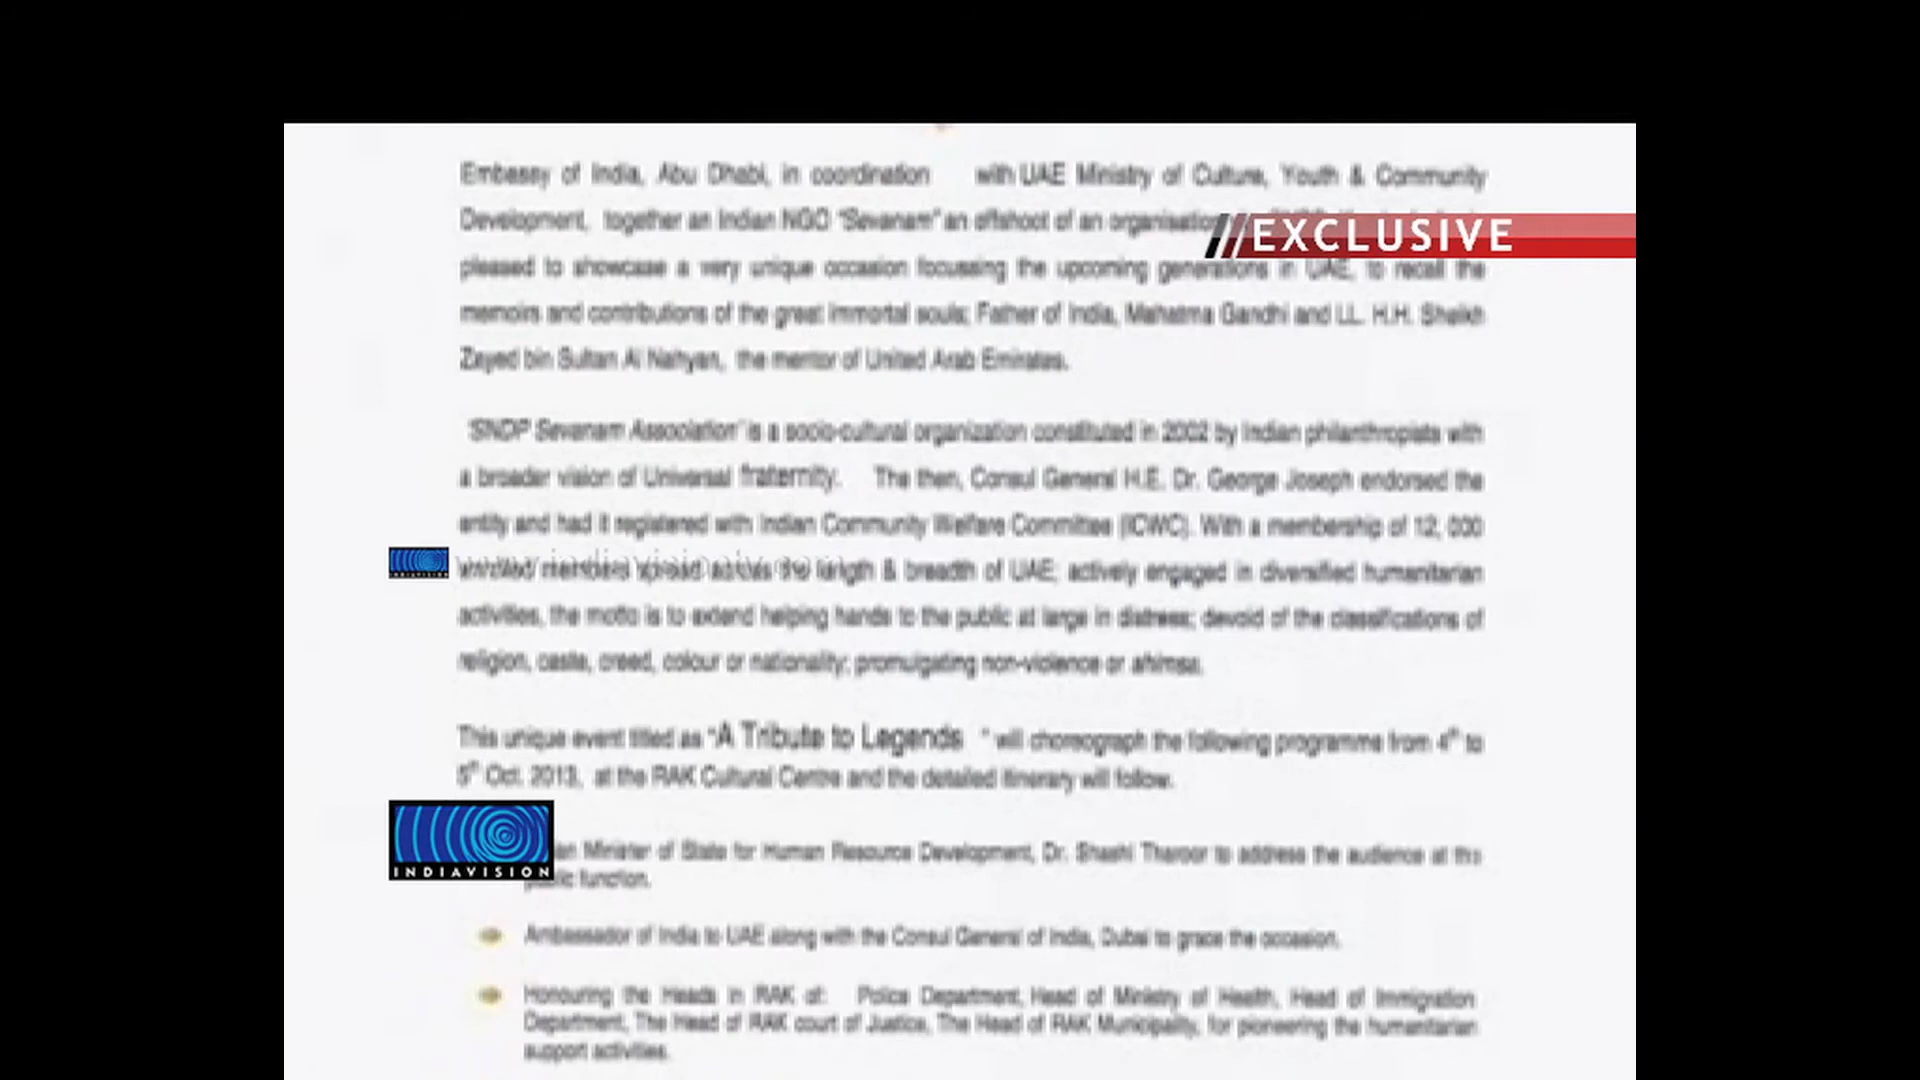 Embassy of India, Abu Dhabi, in coordination with UAE Ministry of Culture, Youth & Community
Development, together an Indian NGO "Sevanam" an offshoot of an organisation
EXCLUSIVE
pleased to showcase a very unique occasion focussing the upcoming generations in UAE, to recall the
memoirs and contributions of the great immortal souls; Father of India, Mahatma Gandhi and LL. H.H. Sheikh
Zayed bin Sultan Al Nahyan, the mentor of United Arab Emirates.
"SNDP Sevanam Association" is a socio-cultural organization constituted in 2002 by Indian philanthropists with
a broader vision of Universal fraternity. The then, Consul General H.E. Dr. George Joseph endorsed the
entity and had it registered with Indian Community Welfare Committee (ICWC). With a membership of 12, 000
www.indiavisiontv.com
enrolled members spread across the length & breadth of UAE; actively engaged in diversified humanitarian
activities, the motto is to extend helping hands to the public at large in distress; devoid of the classifications of
religion, caste, creed, colour or nationality; promulgating non-violence or ahimsa.
This unique event titled as "A Tribute to Legends " will choreograph the following programme from 4th to
5th Oct. 2013, at the RAK Cultural Centre and the detailed itinerary will follow.
INDIAVISION
Minister of State for Human Resource Development, Dr. Shashi Tharoor to address the audience at this
public function.
Ambassador of India to UAE along with the Consul General of India, Dubai to grace the occasion.
Honouring the Heads in RAK of: Police Department, Head of Ministry of Health, Head of Immigration
Department, The Head of RAK court of Justice, The Head of RAK Municipality, for pioneering the humanitarian
support activities.